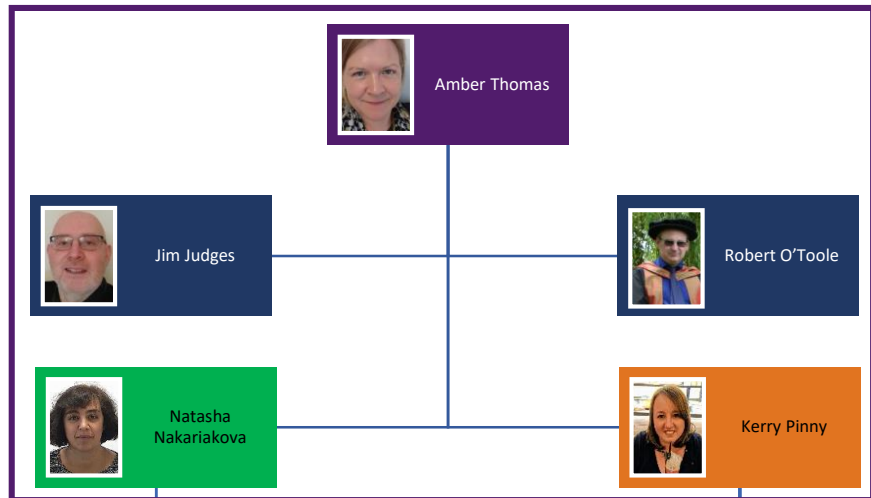 Amber Thomas
Jim Judges
Robert O’Toole
Natasha
Nakariakova
Kerry Pinny